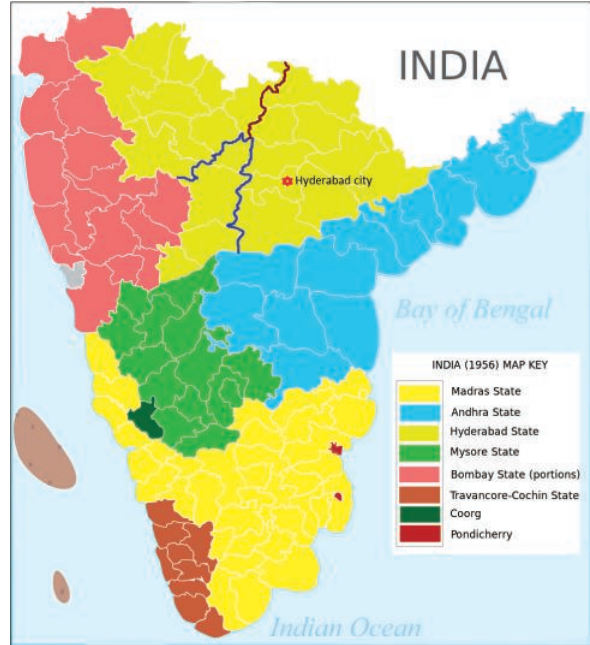 INDIA
Hyderabad city
Bay of Bengal
INDIA (1956) MAP KEY
Madras State
Andhra State
Hyderabad State
Mysore State
Bombay State (portions)
Travancore-Cochin State
Coorg
Pondicherry
Indian Ocean